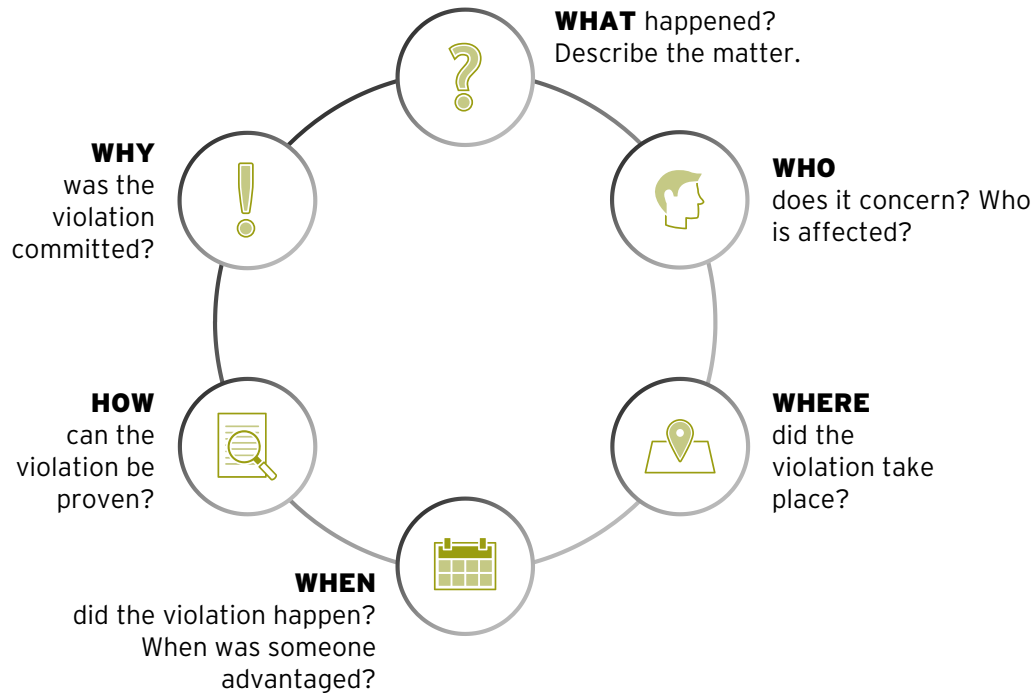 WHAT happened?
Describe the matter.
WHO
does it concern? Who
is affected?
WHERE
did the
violation take
place?
WHEN
did the violation happen?
When was someone
advantaged?
HOW
can the
violation be
proven?
WHY
was the
violation
committed?